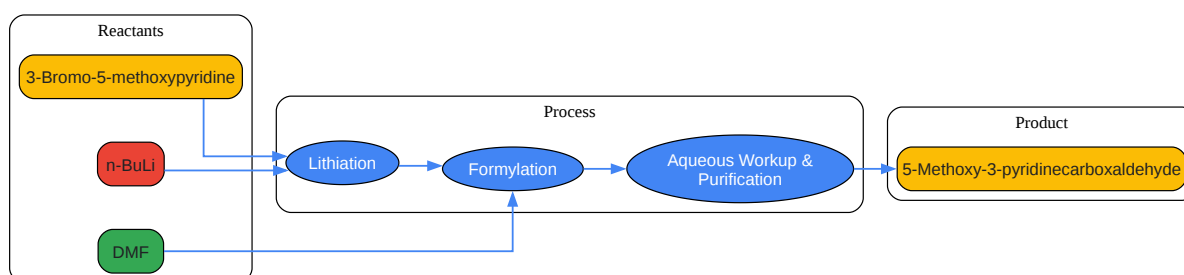 Reactants
3-Bromo-5-methoxypyridine
n-BuLi
DMF
Process
Lithiation
Formylation
Aqueous Workup &
Purification
Product
5-Methoxy-3-pyridinecarboxaldehyde